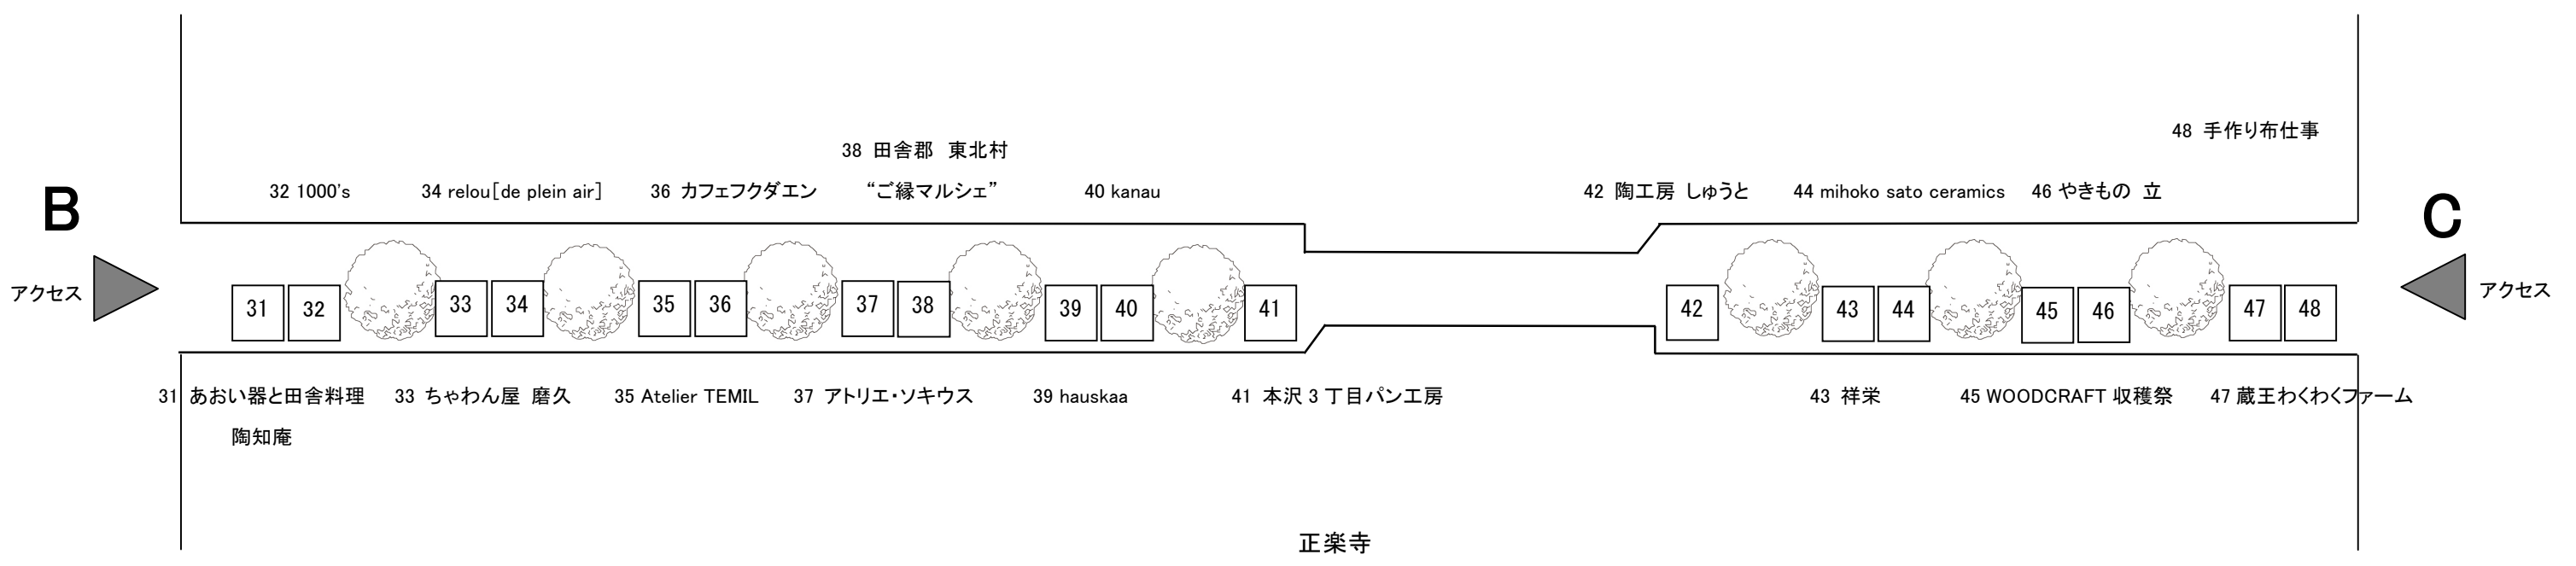 48 手作り布仕事
38 田舎郡 東北村
32 1000's 34 relou[de plein air] 36 カフェフクダエン “ご縁マルシェ” 40 kanau 42 陶工房 しゅうと 44 mihoko sato ceramics 46 やきもの 立
B
C
アクセス
アクセス
31 32 33 34 35 36 37 38 39 40 41 42 43 44 45 46 47 48
31 あおい器と田舎料理 33 ちゃわん屋 磨久 35 Atelier TEMIL 37 アトリエ・ソキウス 39 hauskaa 41 本沢3丁目パン工房 43 祥栄 45 WOODCRAFT 収穫祭 47 蔵王わくわくファーム
陶知庵
正楽寺